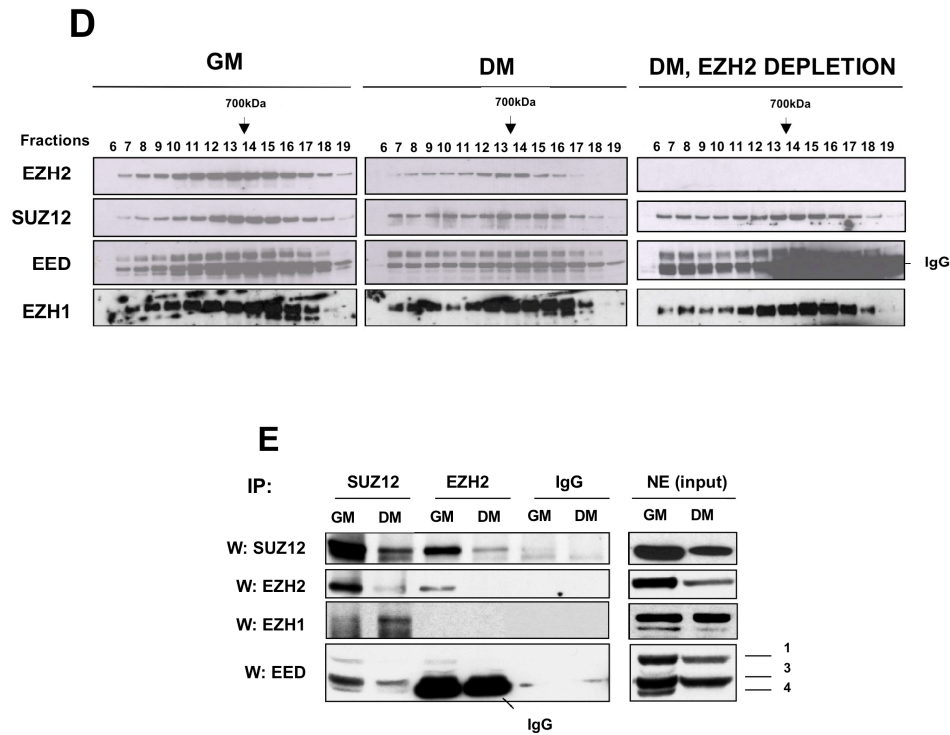 D
GM DM DM, EZH2 DEPLETION
700kDa 700kDa 700kDa
Fractions 6 7 8 9 10 11 12 13 14 15 16 17 18 19 6 7 8 9 10 11 12 13 14 15 16 17 18 19 6 7 8 9 10 11 12 13 14 15 16 17 18 19
EZH2
SUZ12
EED IgG
EZH1
E
IP: SUZ12 EZH2 IgG NE (input)
GM DM GM DM GM DM GM DM
W: SUZ12
W: EZH2
W: EZH1
1
W: EED 3
4
IgG